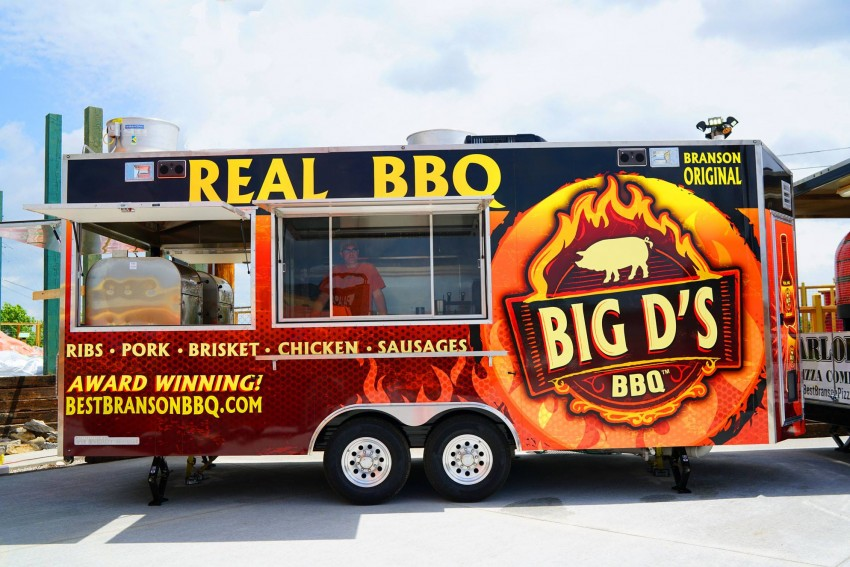 REAL BBQ
BRANSON
ORIGINAL
BIG D'S
BBQ™
RIBS • PORK • BRISKET • CHICKEN • SAUSAGES
AWARD WINNING!
BESTBRANSONBBQ.COM